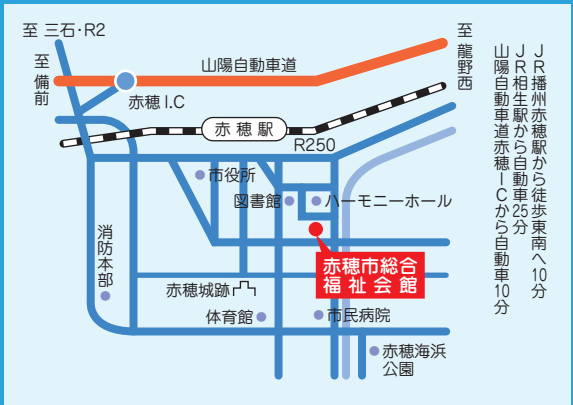 至 三石・R2
至 備前
山陽自動車道
赤穂I.C
至 龍野西
赤穂駅
R250
市役所
図書館
ハーモニーホール
赤穂市総合
福祉会館
消防本部
赤穂城跡
体育館
市民病院
赤穂海浜
公園
JR播州赤穂駅から徒歩東南へ10分
JR相生駅から自動車25分
山陽自動車道赤穂ICから自動車10分